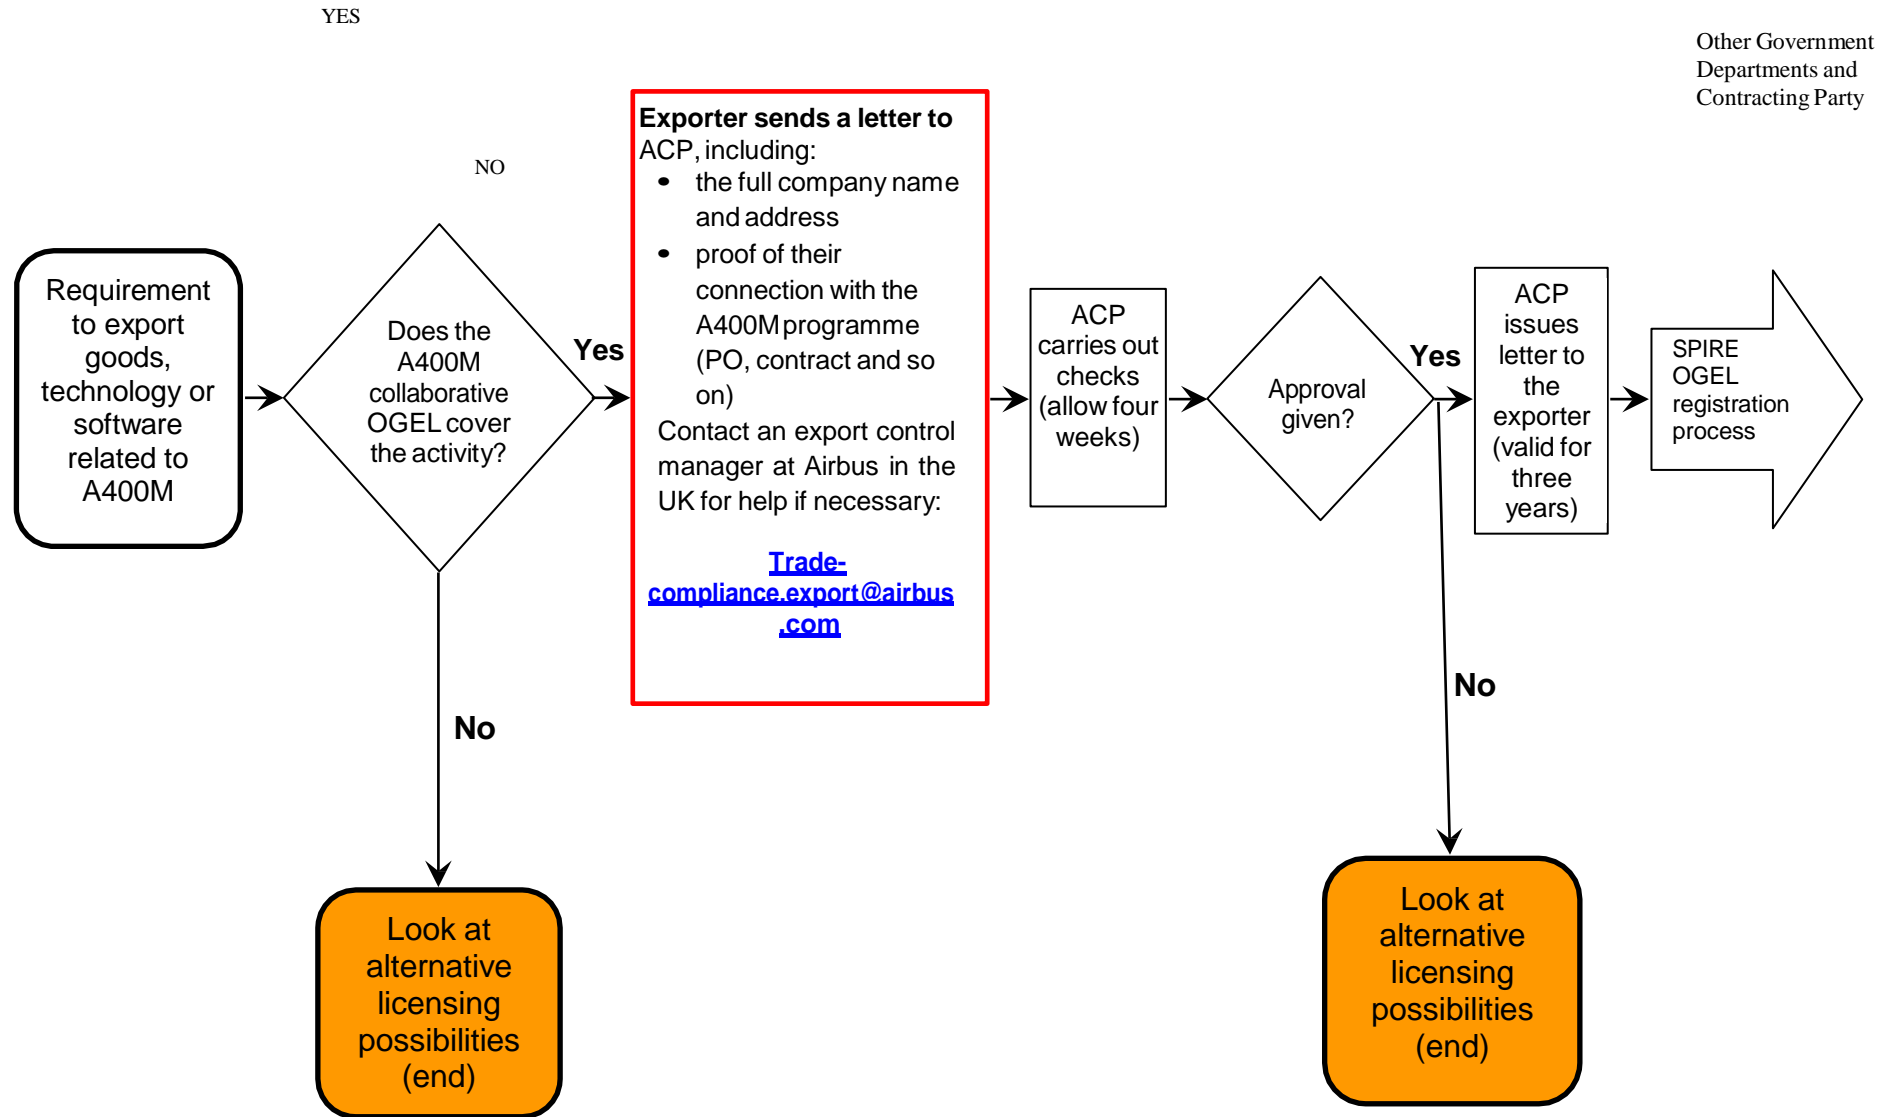 YES
Other Government
Departments and
Contracting Party
NO
Requirement
to export
goods,
technology or
software
related to
A400M
Does the
A400M
collaborative
OGEL cover
the activity?
Yes
No
Look at
alternative
licensing
possibilities
(end)
Exporter sends a letter to
ACP, including:
• the full company name
and address
• proof of their
connection with the
A400M programme
(PO, contract and so
on)
Contact an export control
manager at Airbus in the
UK for help if necessary:
Trade-
compliance.export@airbus
.com
ACP
carries out
checks
(allow four
weeks)
Approval
given?
Yes
No
Look at
alternative
licensing
possibilities
(end)
ACP
issues
letter to
the
exporter
(valid for
three
years)
SPIRE
OGEL
registration
process